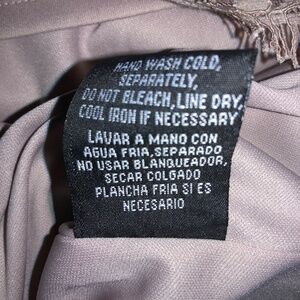 HAND WASH COLD,
SEPARATELY,
DO NOT BLEACH, LINE DRY,
COOL IRON IF NECESSARY
LAVAR A MANO CON
AGUA FRIA, SEPARADO
NO USAR BLANQUEADOR,
SECAR COLGADO
PLANCHA FRIA SI ES
NECESARIO